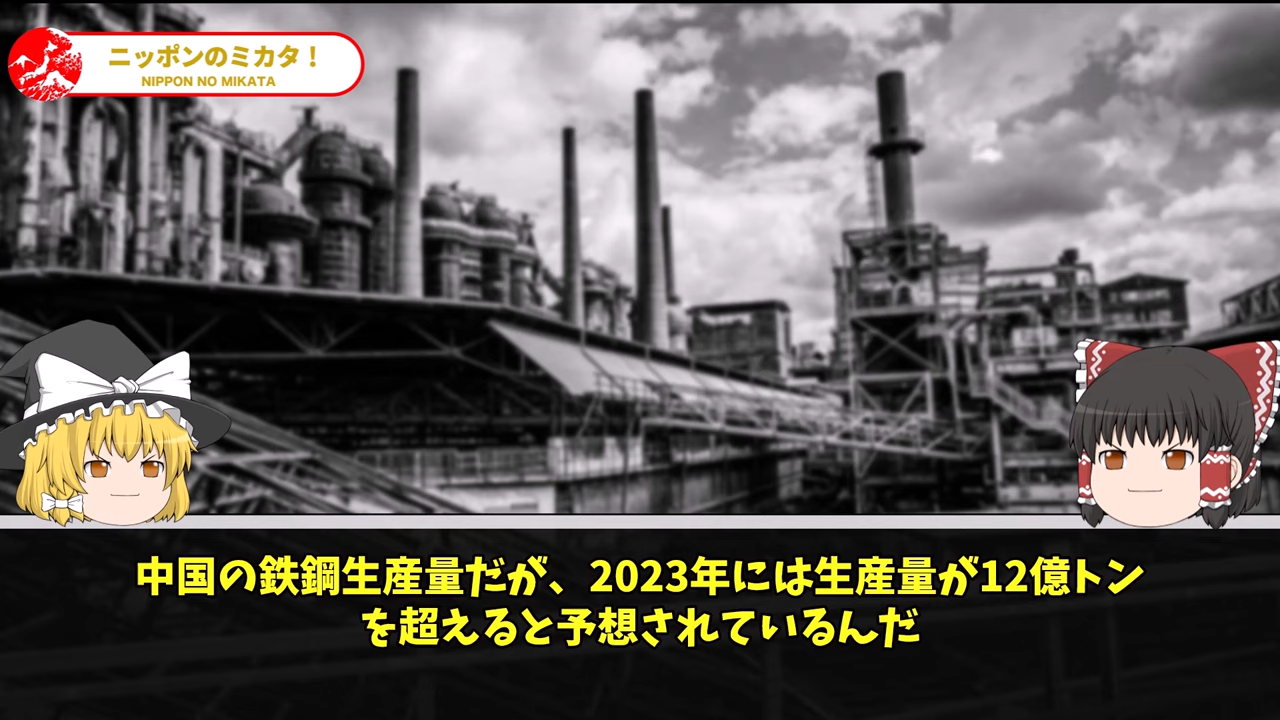 ニッポンのミカタ！
NIPPON NO MIKATA
中国の鉄鋼生産量だが、2023年には生産量が12億トン
を超えると予想されているんだ